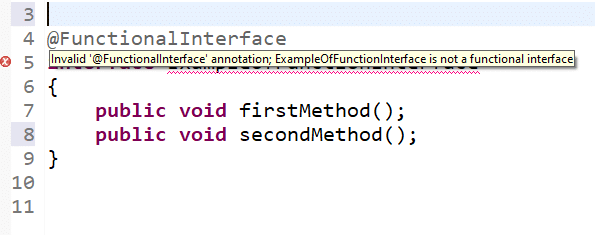 3
4 @FunctionalInterface
Invalid '@FunctionalInterface' annotation; ExampleOfFunctionInterface is not a functional interface
5
6 {
7 public void firstMethod();
8 public void secondMethod();
9 }
10
11